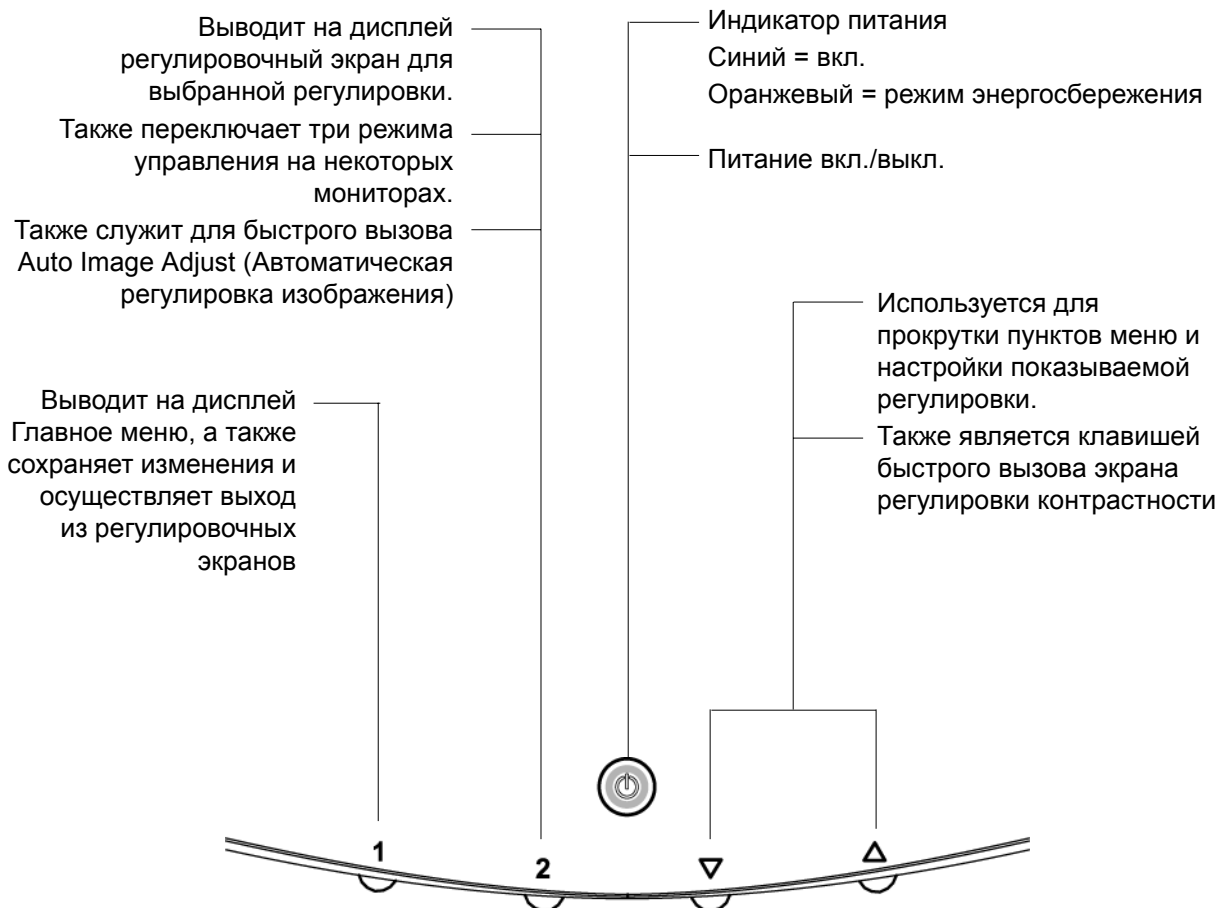 Выводит на дисплей
регулировочный экран для
выбранной регулировки.
Также переключает три режима
управления на некоторых
мониторах.
Также служит для быстрого вызова
Auto Image Adjust (Автоматическая
регулировка изображения)
Индикатор питания
Синий = вкл.
Оранжевый = режим энергосбережения
Питание вкл./выкл.
Используется для
прокрутки пунктов меню и
настройки показываемой
регулировки.
Также является клавишей
быстрого вызова экрана
регулировки контрастности
Выводит на дисплей
Главное меню, а также
сохраняет изменения и
осуществляет выход
из регулировочных
экранов
1
2